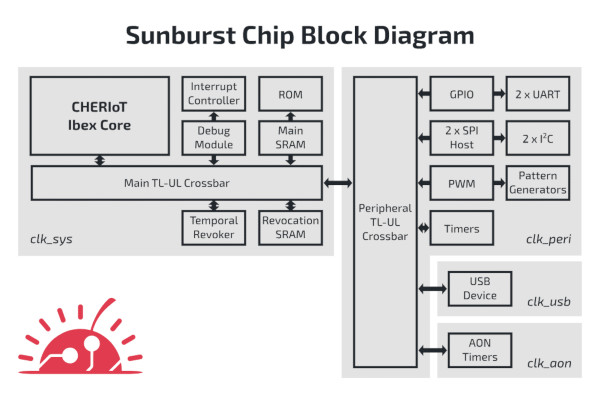 Sunburst Chip Block Diagram
CHERIoT
Ibex Core
Interrupt
Controller
ROM
Debug
Module
Main
SRAM
Main TL-UL Crossbar
Temporal
Revoker
Revocation
SRAM
clk_sys
Peripheral
TL-UL
Crossbar
GPIO
2 x UART
2 x SPI
Host
2 x I²C
PWM
Pattern
Generators
Timers
clk_peri
USB
Device
clk_usb
AON
Timers
clk_aon